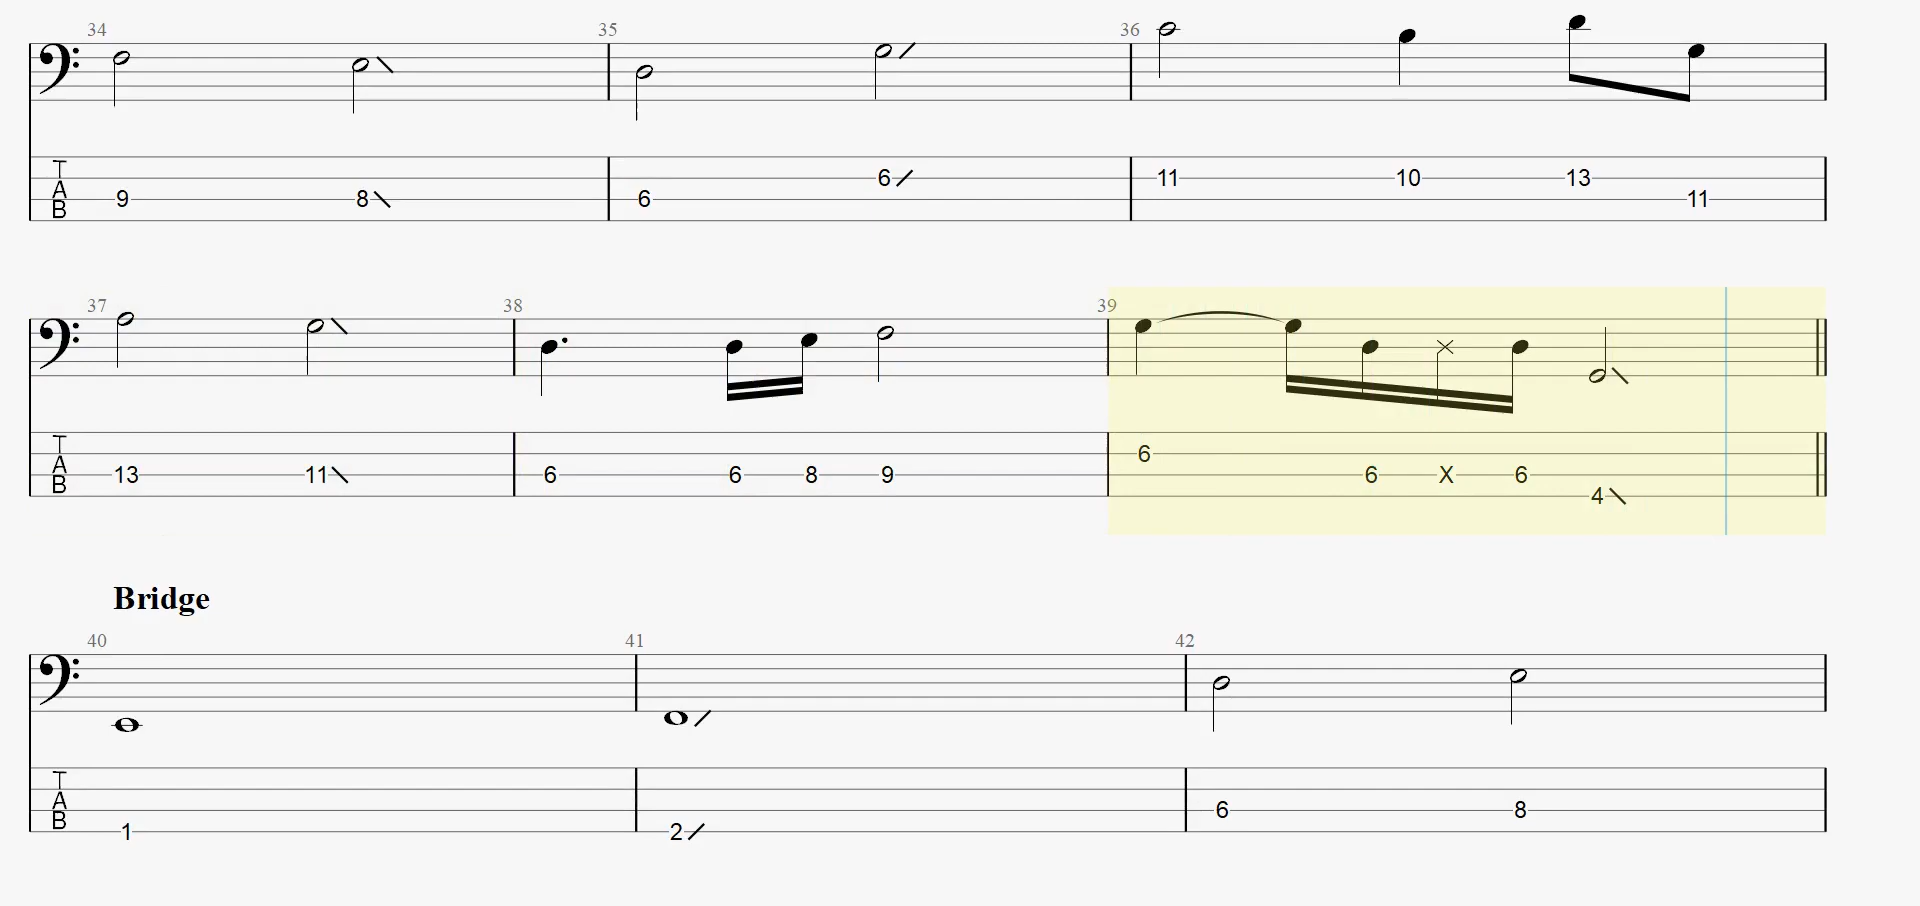 34 35 36
T A B 9 8 6 6 11 10 13 11
37 38 39
T A B 13 11 6 6 8 9 6 6 X 6 4
Bridge
40 41 42
T A B 1 2 6 8